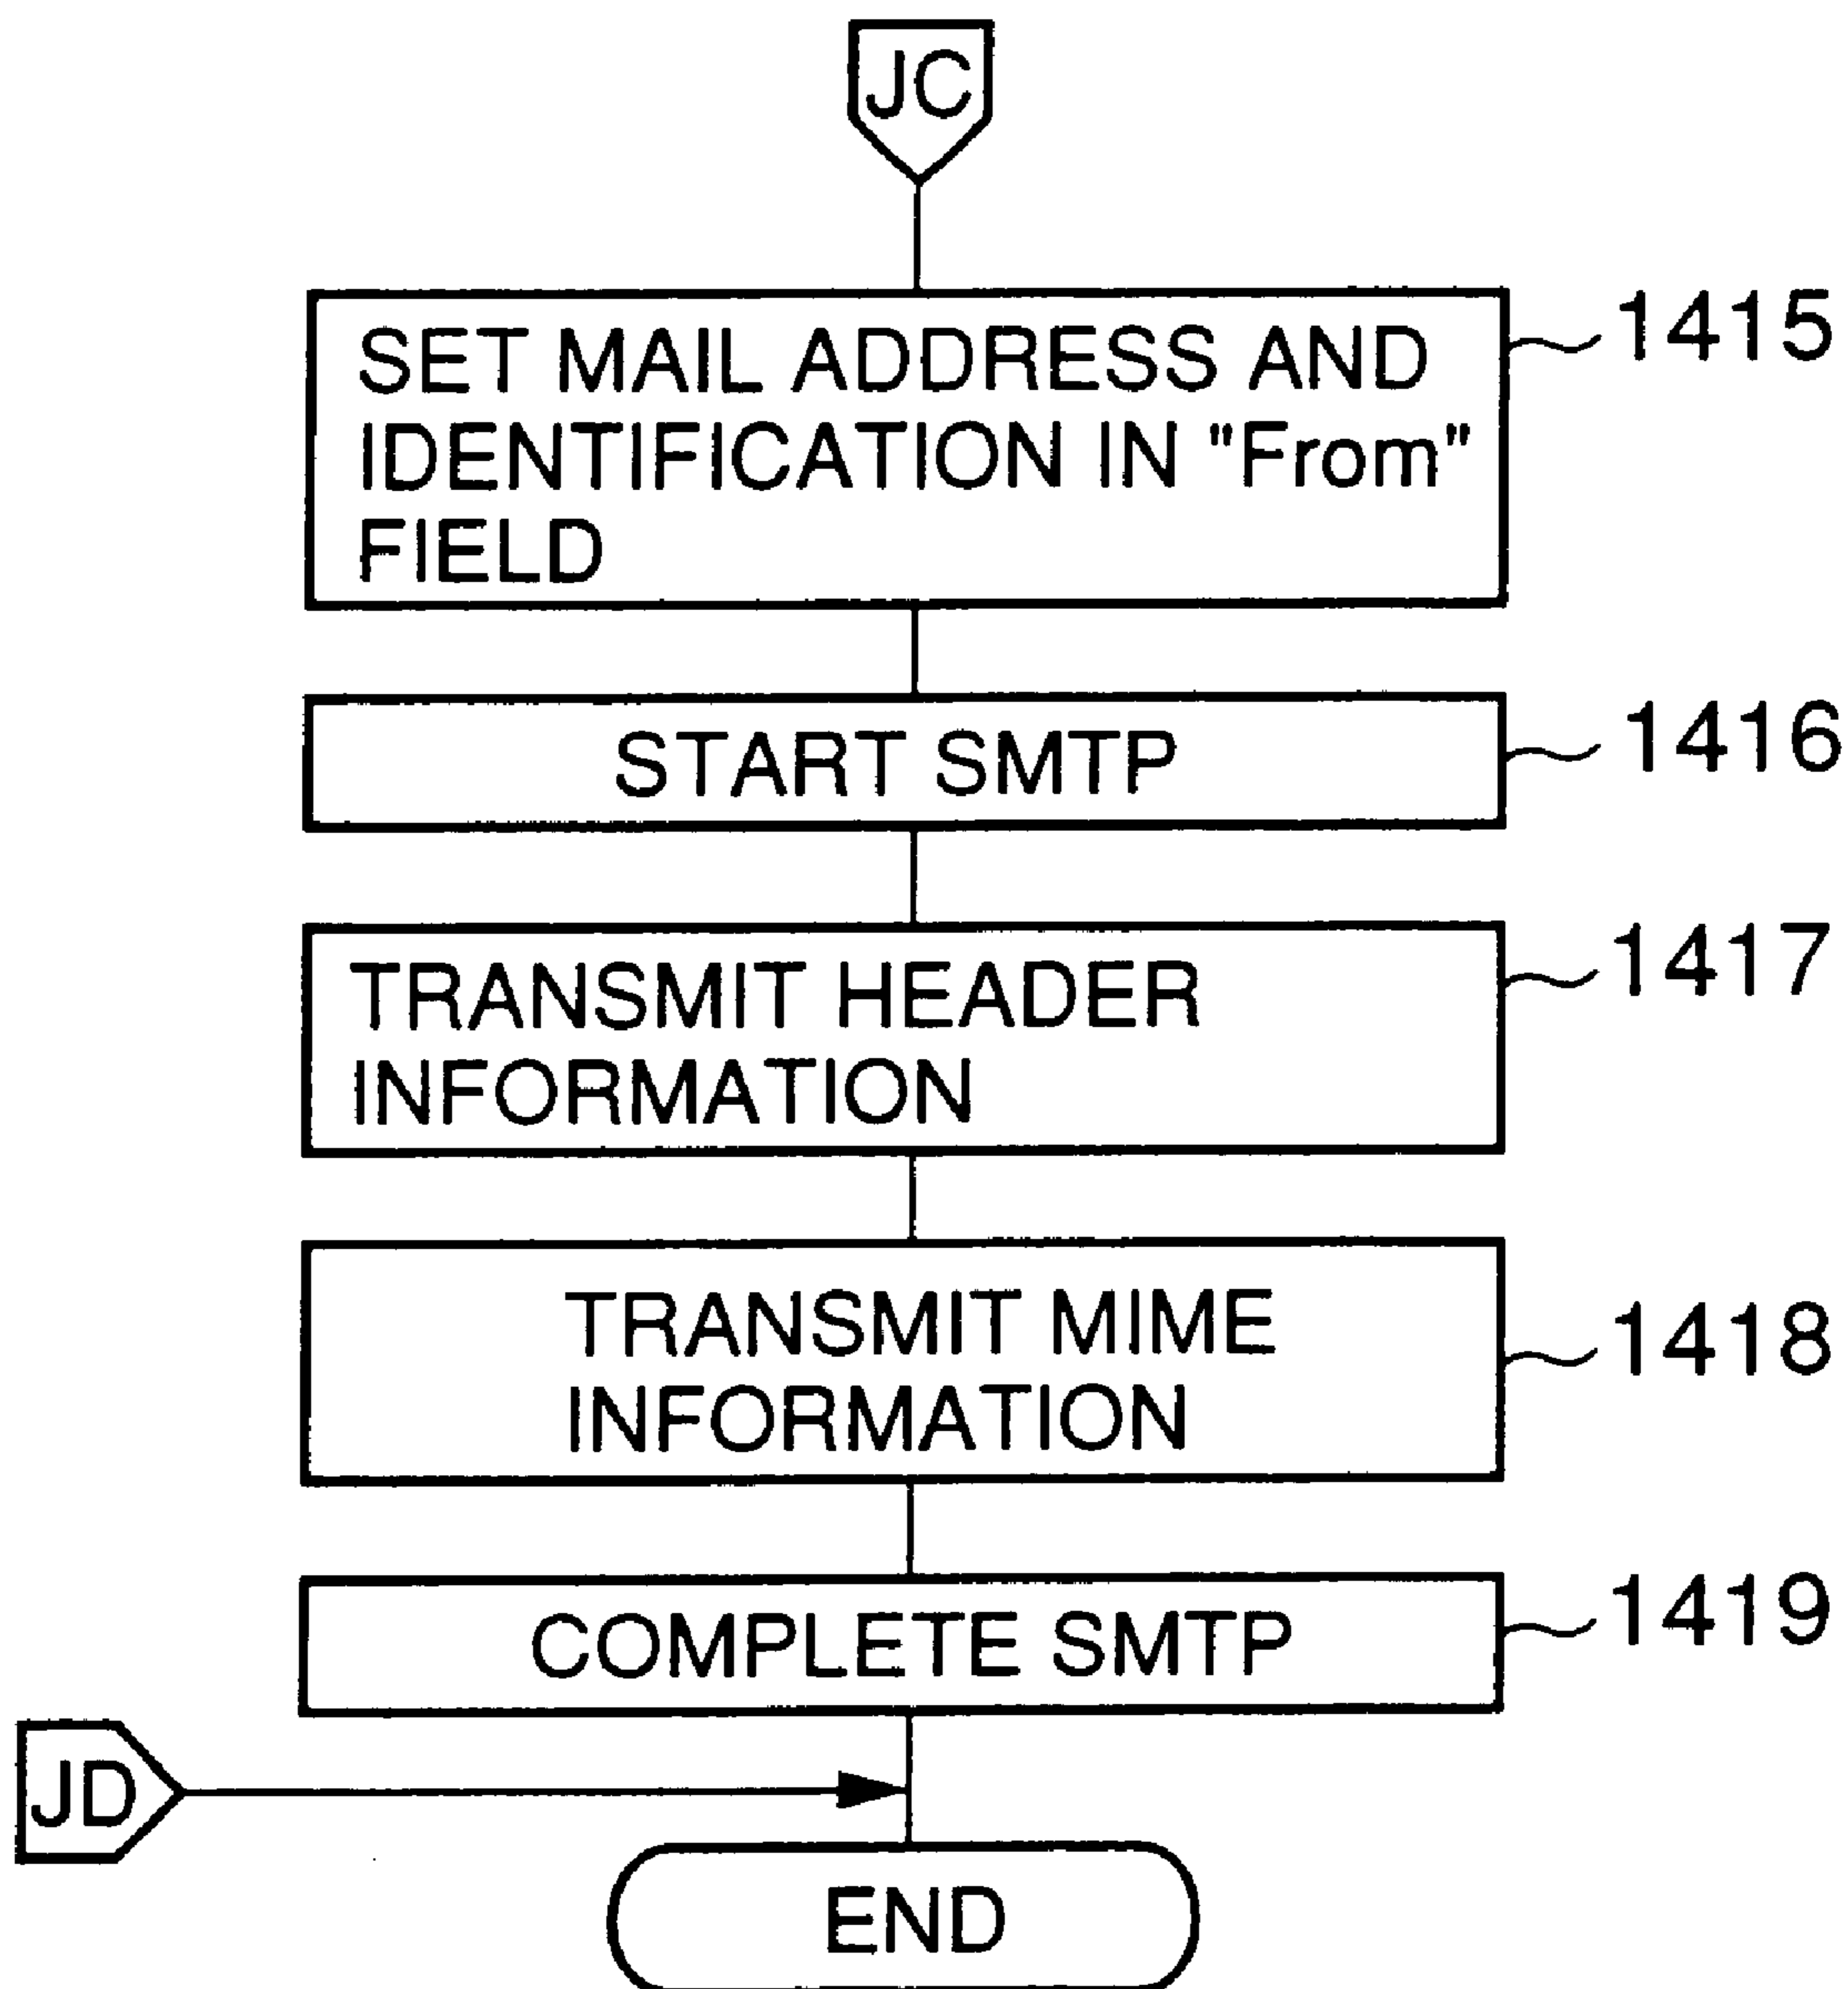 JC
SET MAIL ADDRESS AND
IDENTIFICATION IN "From"
FIELD
1415
START SMTP
1416
TRANSMIT HEADER
INFORMATION
1417
TRANSMIT MIME
INFORMATION
1418
COMPLETE SMTP
1419
JD
END